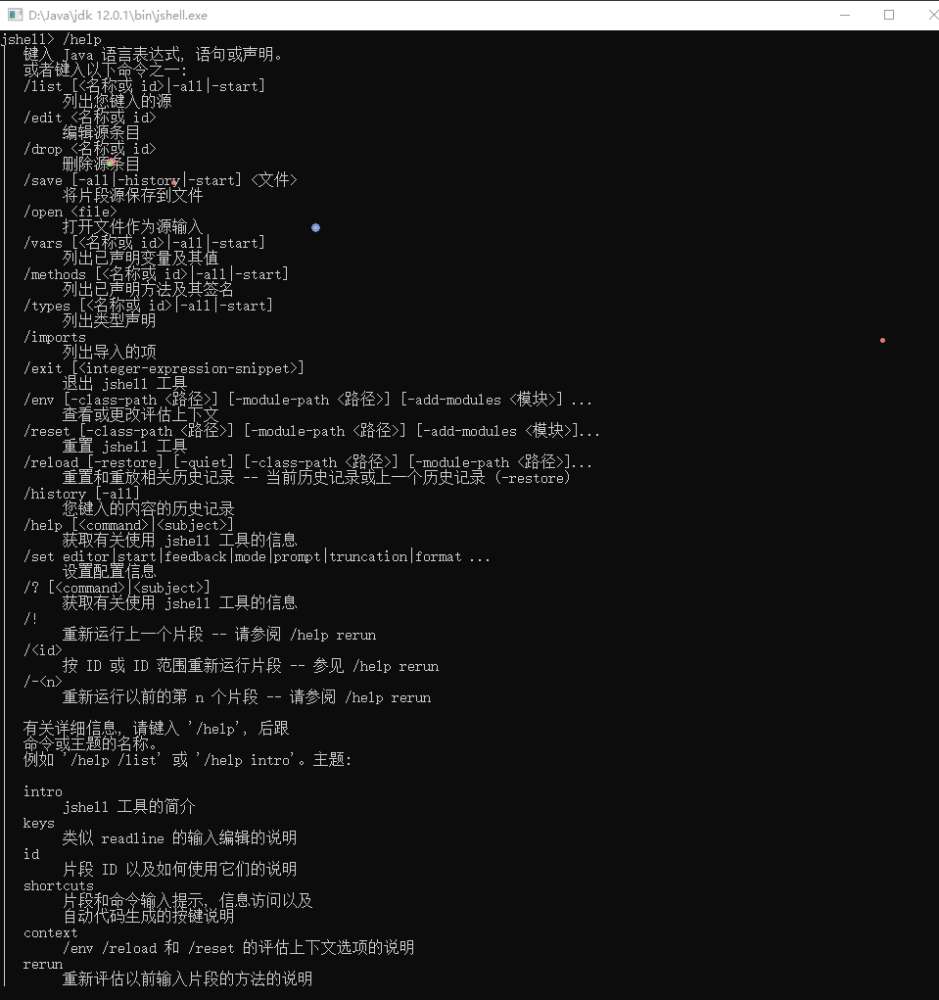 D:\Java\jdk 12.0.1\bin\jshell.exe
jshell> /help
键入 Java 语言表达式, 语句或声明。
或者键入以下命令之一:
/list [<名称或 id>|-all|-start]
列出您键入的源
/edit <名称或 id>
编辑源条目
/drop <名称或 id>
删除源条目
/save [-all|-history|-start] <文件>
将片段源保存到文件
/open <file>
打开文件作为源输入
/vars [<名称或 id>|-all|-start]
列出已声明变量及其值
/methods [<名称或 id>|-all|-start]
列出已声明方法及其签名
/types [<名称或 id>|-all|-start]
列出类型声明
/imports
列出导入的项
/exit [<integer-expression-snippet>]
退出 jshell 工具
/env [-class-path <路径>] [-module-path <路径>] [-add-modules <模块>] ...
查看或更改评估上下文
/reset [-class-path <路径>] [-module-path <路径>] [-add-modules <模块>]...
重置 jshell 工具
/reload [-restore] [-quiet] [-class-path <路径>] [-module-path <路径>]...
重置和重放相关历史记录 -- 当前历史记录或上一个历史记录 (-restore)
/history [-all]
您键入的内容的历史记录
/help [<command>|<subject>]
获取有关使用 jshell 工具的信息
/set editor|start|feedback|mode|prompt|truncation|format ...
设置配置信息
/? [<command>|<subject>]
获取有关使用 jshell 工具的信息
/!
重新运行上一个片段 -- 请参阅 /help rerun
/<id>
按 ID 或 ID 范围重新运行片段 -- 参见 /help rerun
/-<n>
重新运行以前的第 n 个片段 -- 请参阅 /help rerun
有关详细信息, 请键入 '/help', 后跟
命令或主题的名称。
例如 '/help /list' 或 '/help intro'。主题:
intro
jshell 工具的简介
keys
类似 readline 的输入编辑的说明
id
片段 ID 以及如何使用它们的说明
shortcuts
片段和命令输入提示, 信息访问以及
自动代码生成的按键说明
context
/env /reload 和 /reset 的评估上下文选项的说明
rerun
重新评估以前输入片段的方法的说明